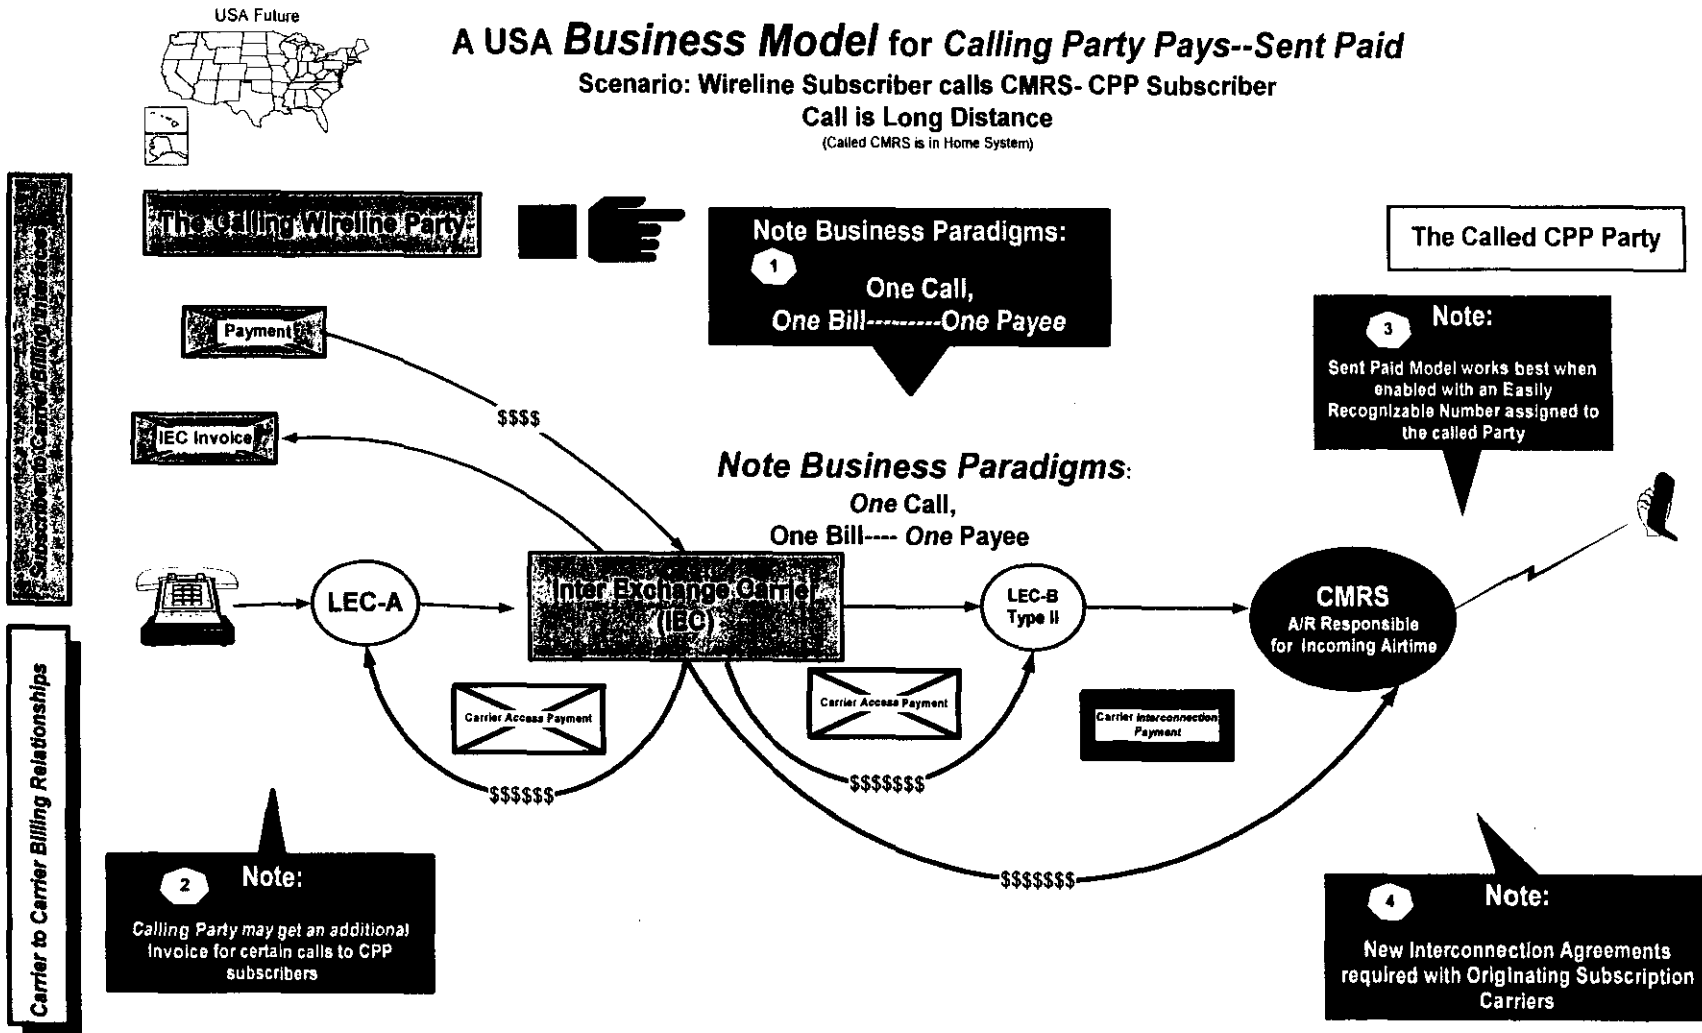 USA Future
A USA Business Model for Calling Party Pays--Sent Paid
Scenario: Wireline Subscriber calls CMRS- CPP Subscriber
Call is Long Distance
(Called CMRS is in Home System)
Subscriber to Carrier Billing Interfaces
The Calling Wireline Party
Note Business Paradigms:
1
One Call,
One Bill---------One Payee
The Called CPP Party
3
Note:
Sent Paid Model works best when
enabled with an Easily
Recognizable Number assigned to
the called Party
Payment
$$$$
IEC Invoice
Note Business Paradigms:
One Call,
One Bill---- One Payee
LEC-A
Inter Exchange Carrier
(IEC)
LEC-B
Type II
CMRS
A/R Responsible
for Incoming Airtime
Carrier to Carrier Billing Relationships
Carrier Access Payment
$$$$$$
Carrier Access Payment
$$$$$$$
Carrier Interconnection
Payment
$$$$$$$
2
Note:
Calling Party may get an additional
Invoice for certain calls to CPP
subscribers
4
Note:
New Interconnection Agreements
required with Originating Subscription
Carriers